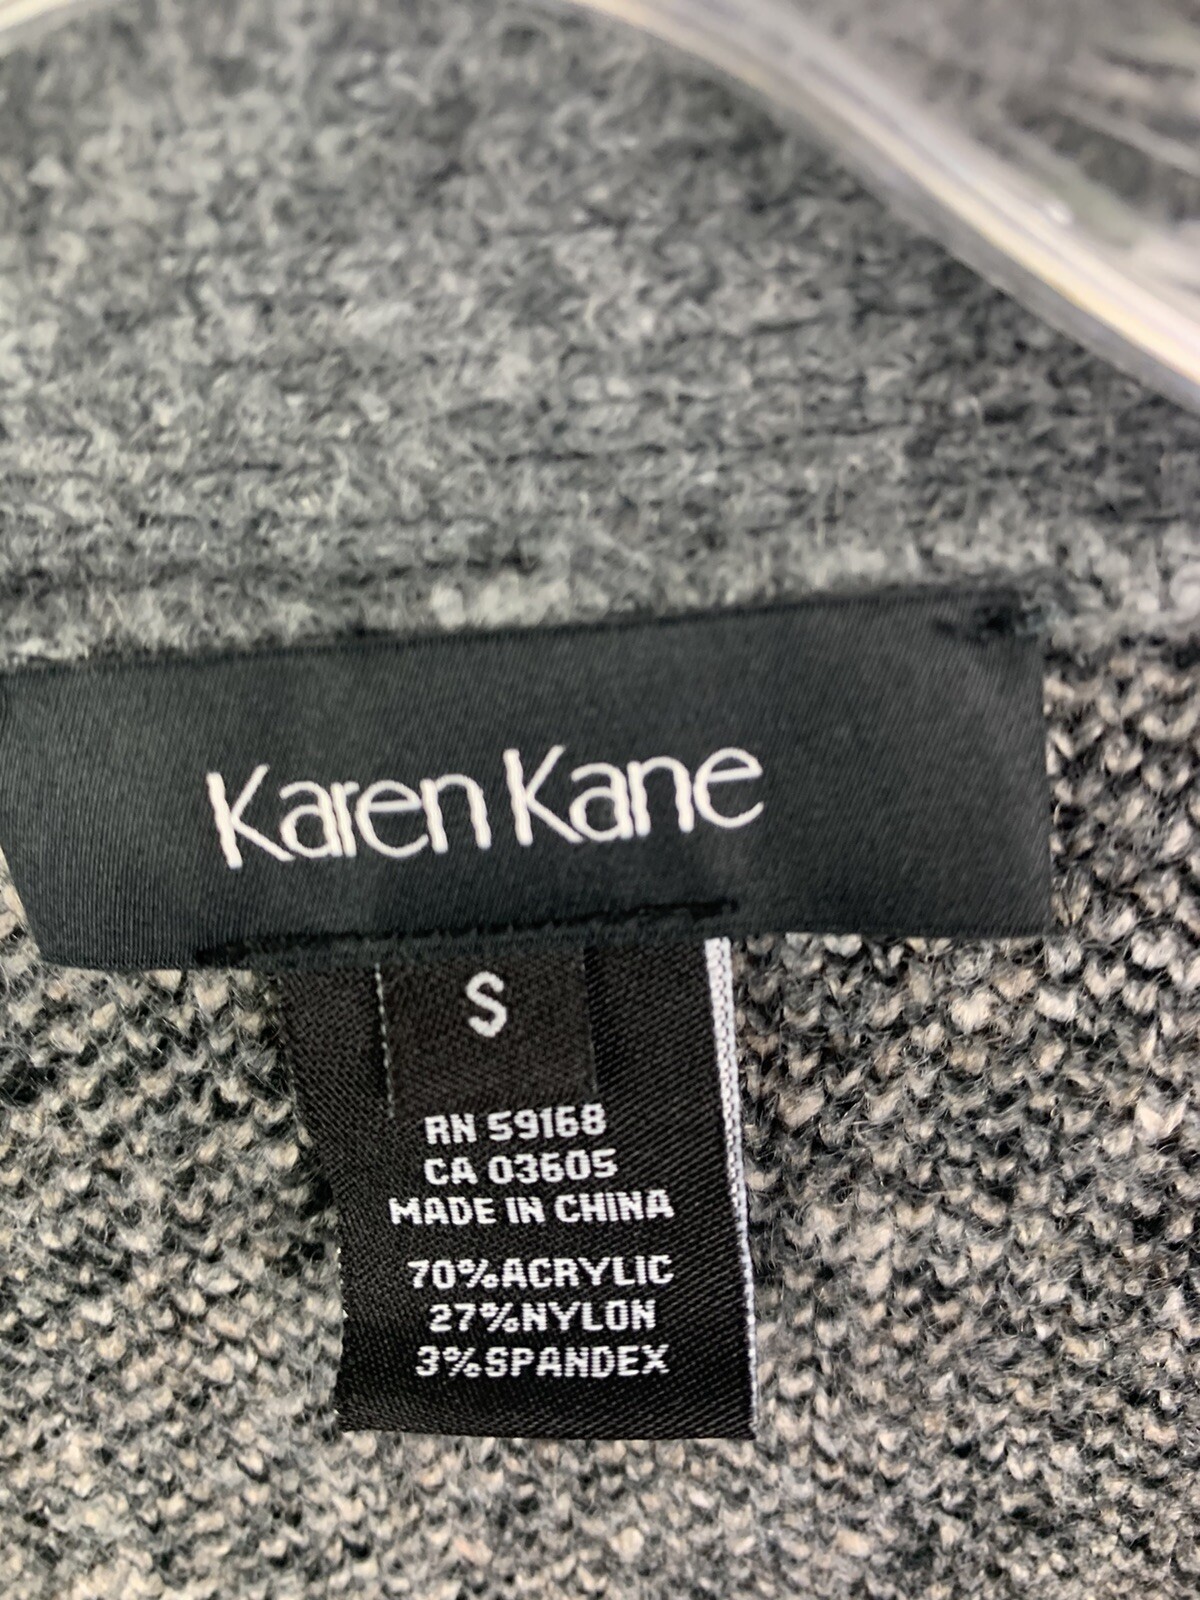 Karen Kane
S
RN 59168
CA 03605
MADE IN CHINA
70%ACRYLIC
27%NYLON
3%SPANDEX